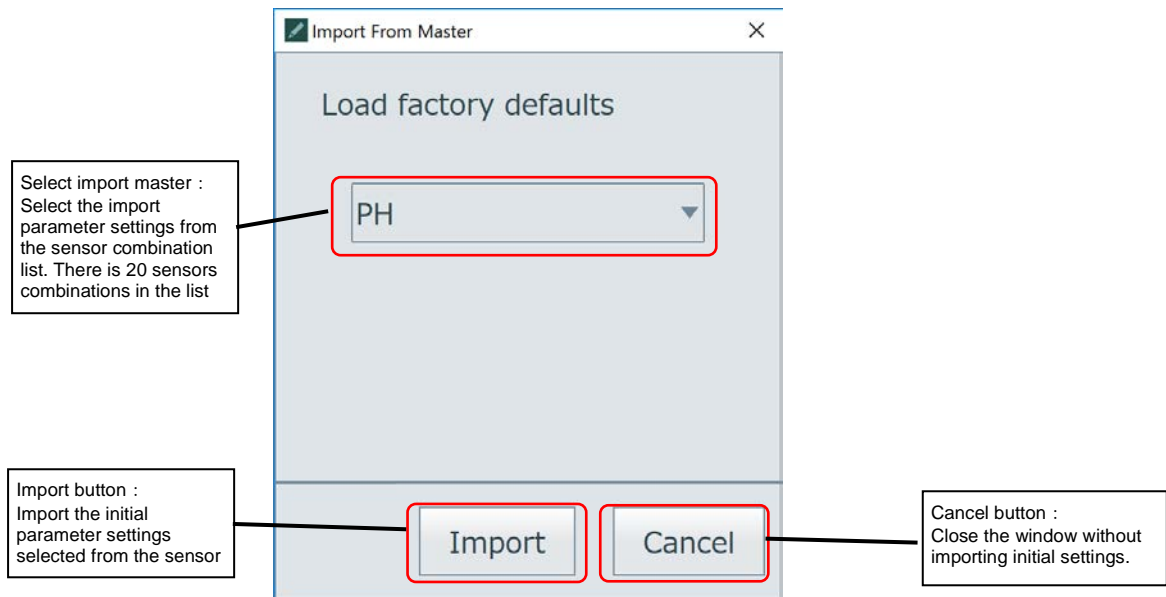 Import From Master
Load factory defaults
Select import master :
Select the import
parameter settings from
the sensor combination
list. There is 20 sensors
combinations in the list
PH
Import button :
Import the initial
parameter settings
selected from the sensor
Import
Cancel
Cancel button :
Close the window without
importing initial settings.